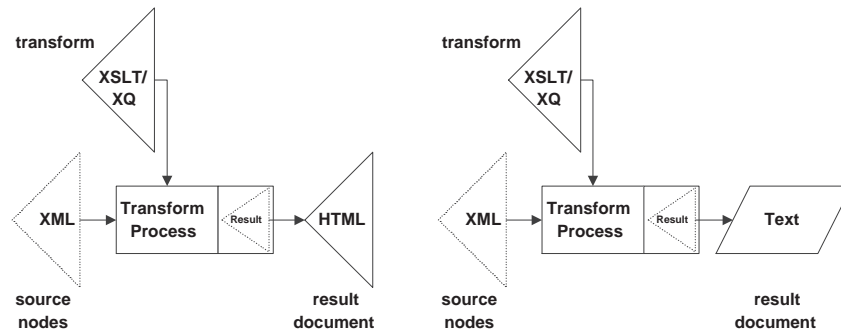 transform
XSLT/
XQ
XML
Transform
Process
Result
HTML
source
nodes
result
document
transform
XSLT/
XQ
XML
Transform
Process
Result
Text
source
nodes
result
document